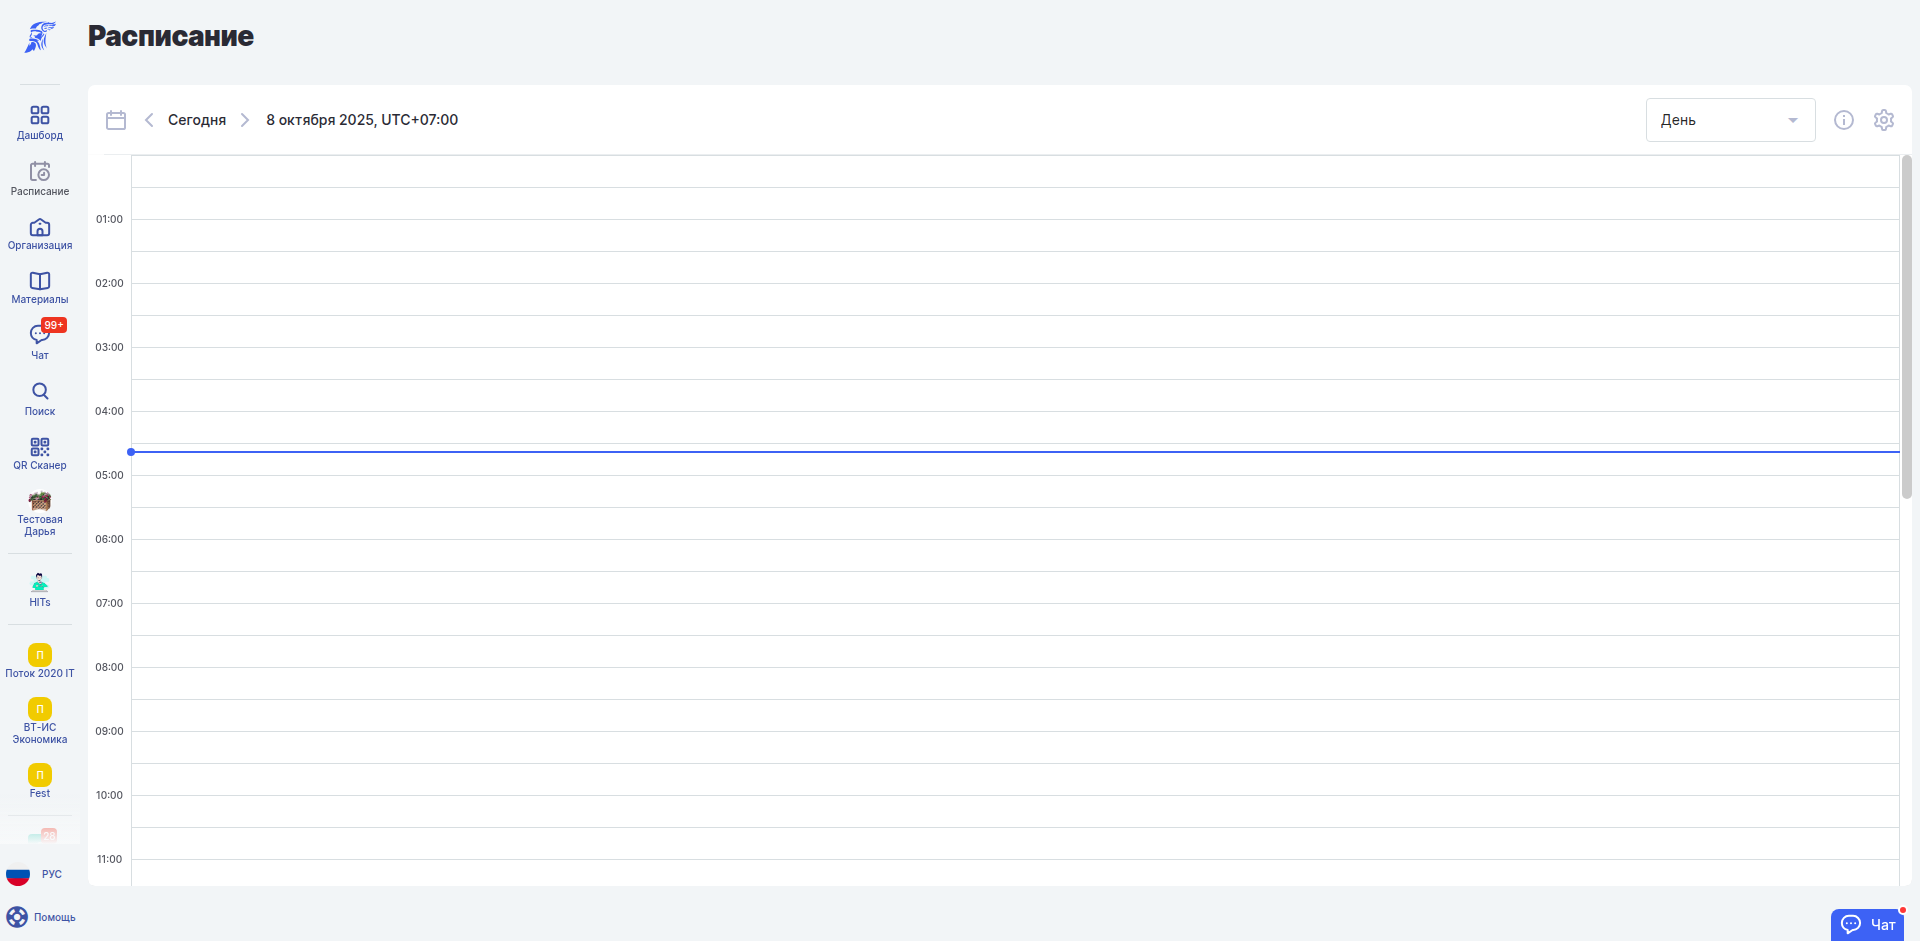 Расписание
Сегодня
8 октября 2025, UTC+07:00
День
Дашборд
Расписание
Организация
Материалы
99+
Чат
Поиск
QR Сканер
Тестовая
Дарья
HITs
П
Поток 2020 IT
П
ВТ-ИС
Экономика
П
Fest
28
РУС
Помощь
01:00
02:00
03:00
04:00
05:00
06:00
07:00
08:00
09:00
10:00
11:00
Чат